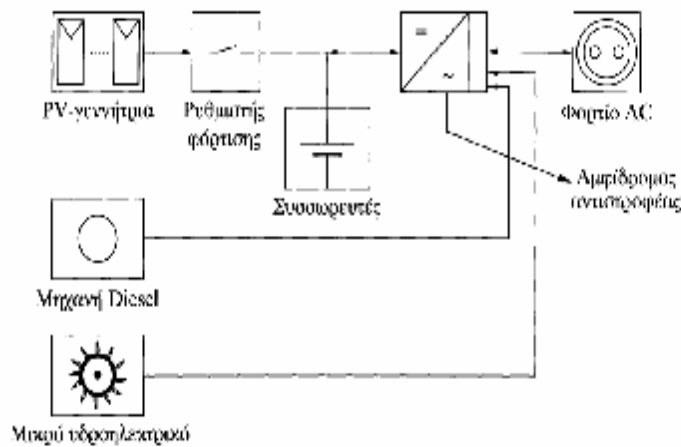 PV-γεννήτρια
Ρυθμιστής
φόρτισης
Φορτίο AC
Συσσωρευτές
Αμφίδρομος
αντιστροφέας
Μηχανή Diesel
Μικρό υδροηλεκτρικό